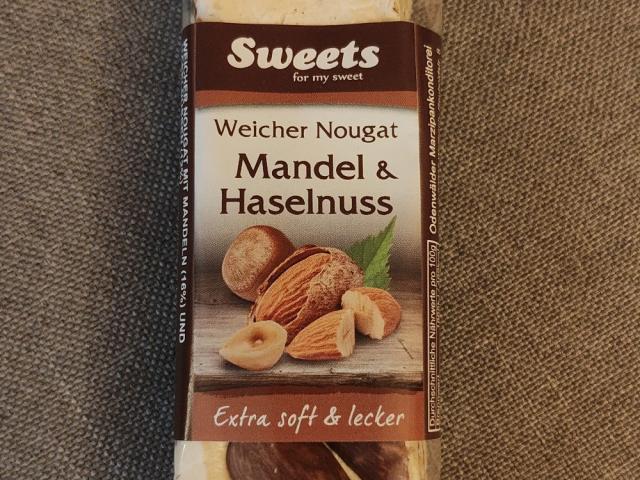 Sweets
for my sweet
Weicher Nougat
Mandel &
Haselnuss
Extra soft & lecker
WEICHER NOUGAT MIT MANDELN (16%) UND
Odenwälder Marzipankonditorei
Durchschnittliche Nährwerte pro 100g